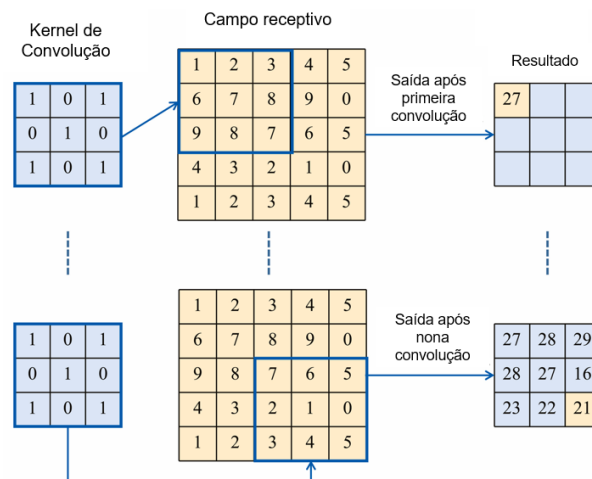 Kernel de
Convolução
Campo receptivo
Resultado
1 0 1
0 1 0
1 0 1
1 2 3 4 5
6 7 8 9 0
9 8 7 6 5
4 3 2 1 0
1 2 3 4 5
Saída após
primeira
convolução
27
1 0 1
0 1 0
1 0 1
1 2 3 4 5
6 7 8 9 0
9 8 7 6 5
4 3 2 1 0
1 2 3 4 5
Saída após
nona
convolução
27 28 29
28 27 16
23 22 21